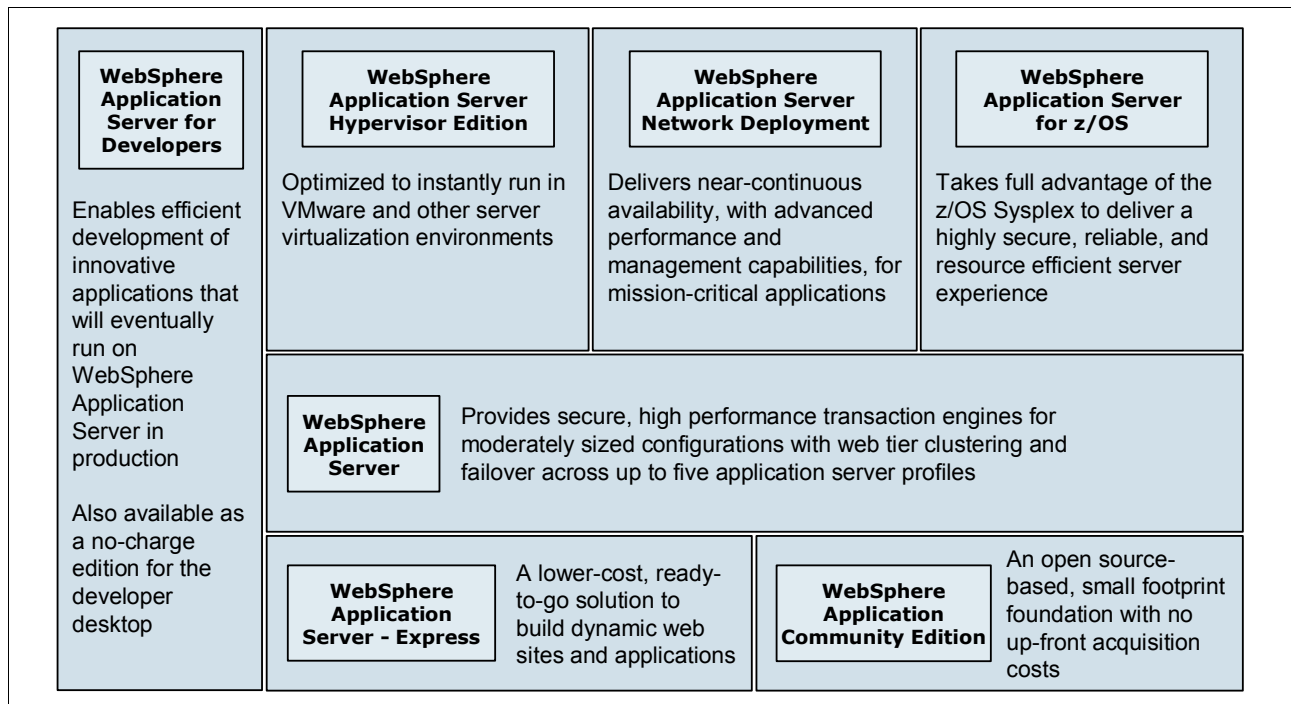 WebSphere
Application
Server for
Developers
Enables efficient
development of
innovative
applications that
will eventually
run on
WebSphere
Application
Server in
production
Also available as
a no-charge
edition for the
developer
desktop
WebSphere
Application Server
Hypervisor Edition
Optimized to instantly run in
VMware and other server
virtualization environments
WebSphere
Application Server
Network Deployment
Delivers near-continuous
availability, with advanced
performance and
management capabilities, for
mission-critical applications
WebSphere
Application Server
for z/OS
Takes full advantage of the
z/OS Sysplex to deliver a
highly secure, reliable, and
resource efficient server
experience
WebSphere
Application
Server
Provides secure, high performance transaction engines for
moderately sized configurations with web tier clustering and
failover across up to five application server profiles
WebSphere
Application
Server - Express
A lower-cost, ready-
to-go solution to
build dynamic web
sites and applications
WebSphere
Application
Community Edition
An open source-
based, small footprint
foundation with no
up-front acquisition
costs